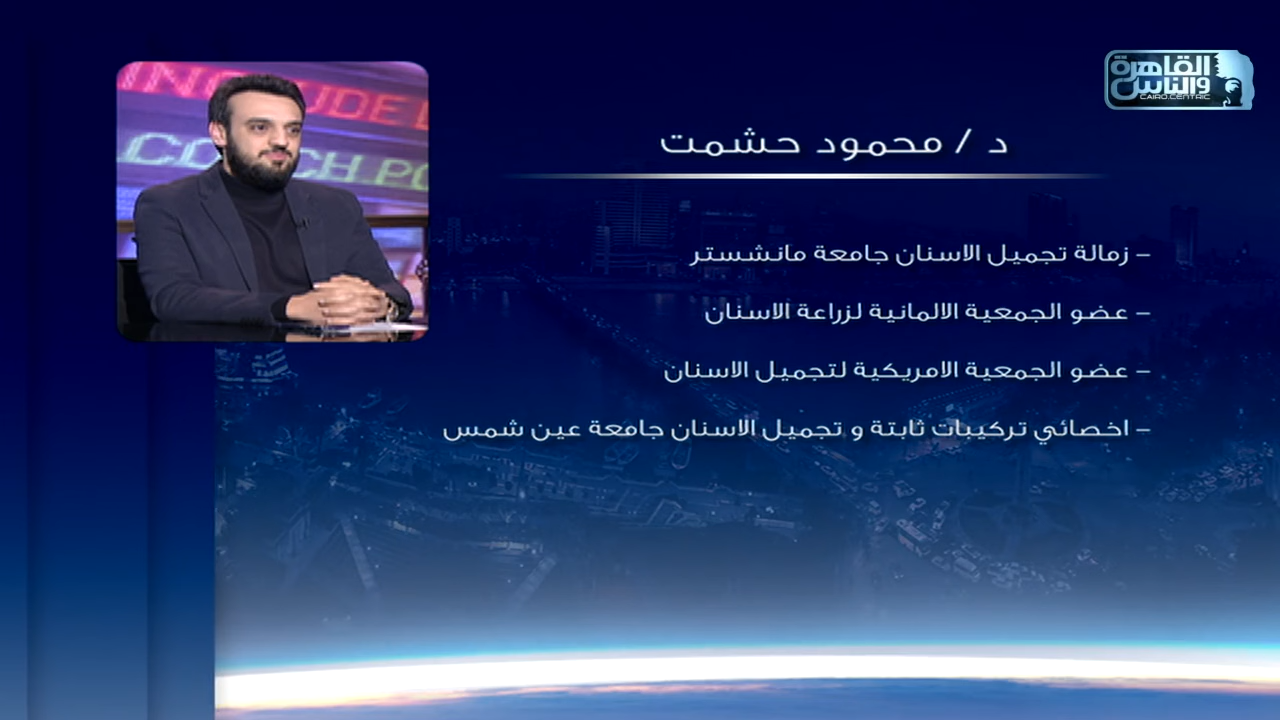 القاهرة
والناس
CAIRO.CENTRIC
د / محمود حشمت
- زمالة تجميل الاسنان جامعة مانشستر
- عضو الجمعية الالمانية لزراعة الاسنان
- عضو الجمعية الامريكية لتجميل الاسنان
- اخصائي تركيبات ثابتة و تجميل الاسنان جامعة عين شمس